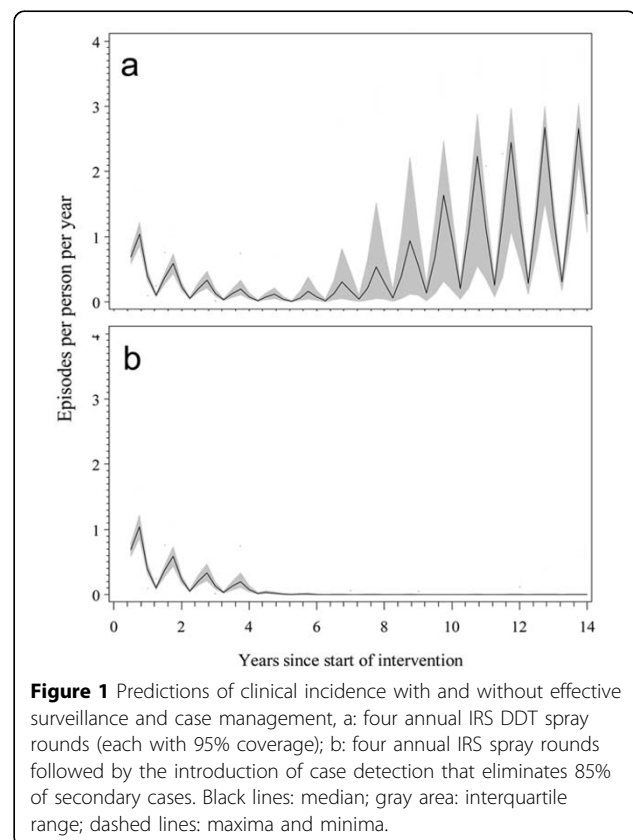 4
a
3
2
1
0
Episodes per person per year
4
b
3
2
1
0
0 2 4 6 8 10 12 14
Years since start of intervention
Figure 1 Predictions of clinical incidence with and without effective
surveillance and case management, a: four annual IRS DDT spray
rounds (each with 95% coverage); b: four annual IRS spray rounds
followed by the introduction of case detection that eliminates 85%
of secondary cases. Black lines: median; gray area: interquartile
range; dashed lines: maxima and minima.